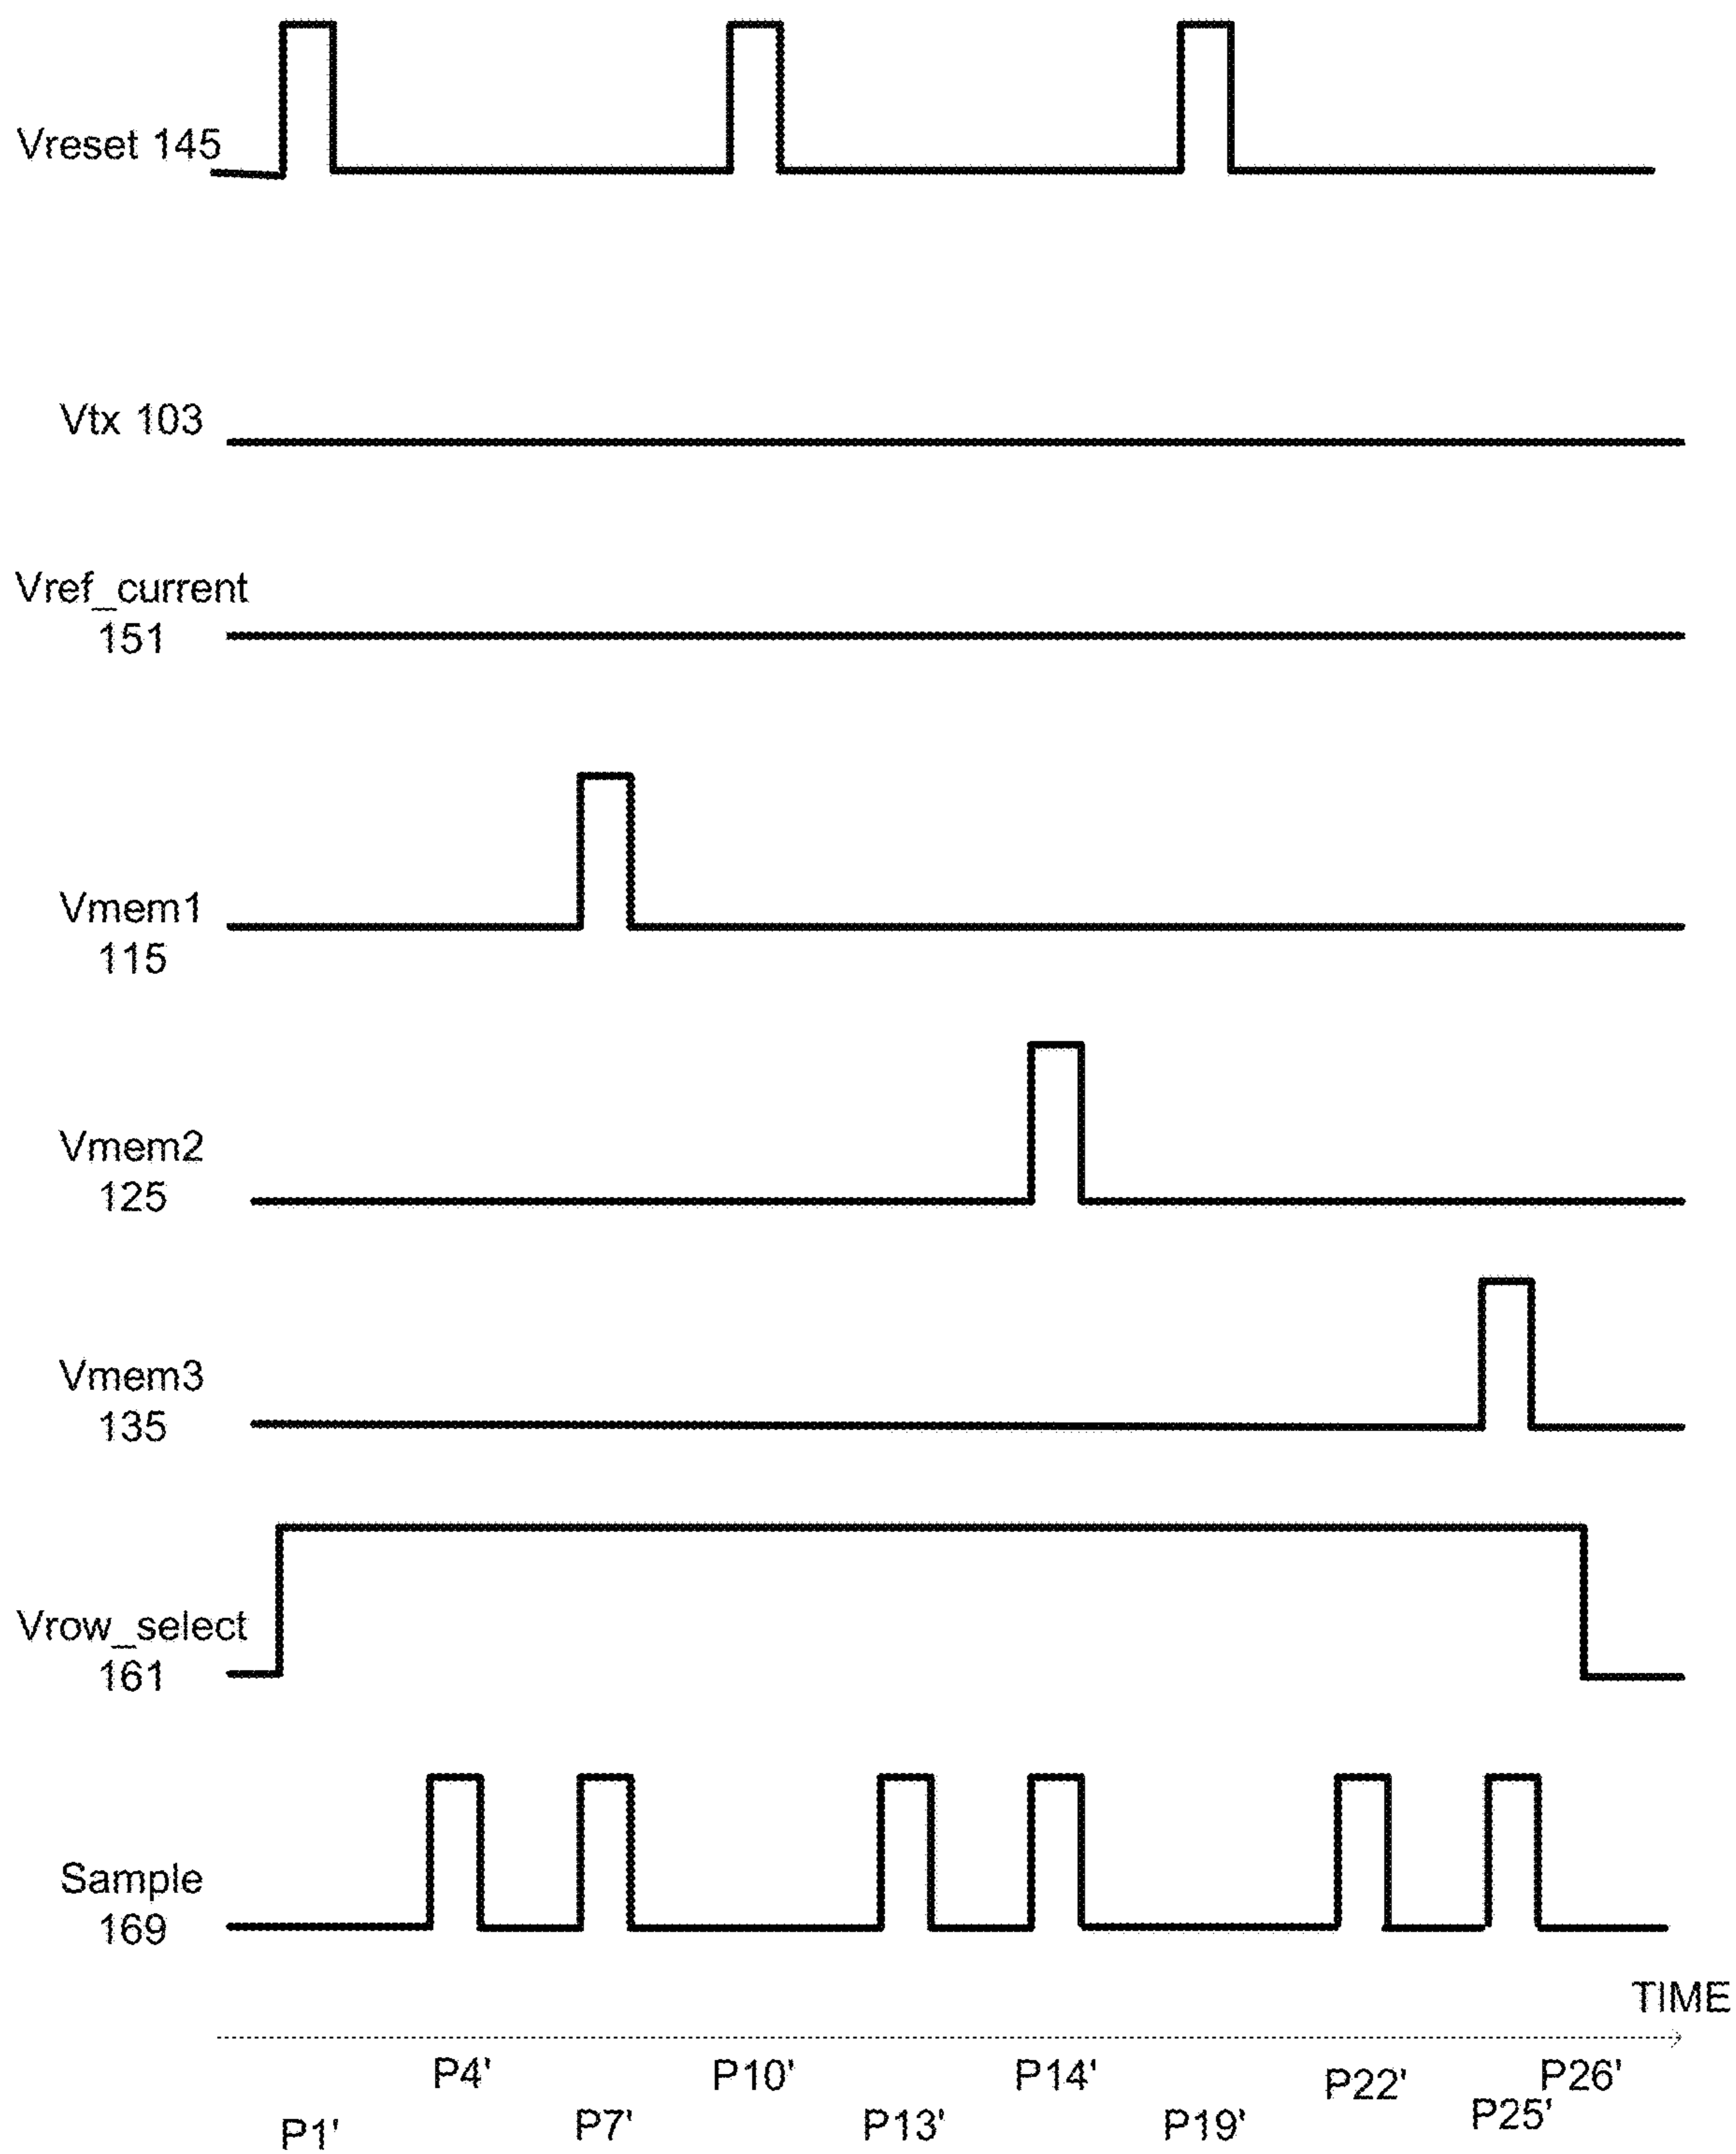 Vreset 145
Vtx 103
Vref_current
151
Vmem1
115
Vmem2
125
Vmem3
135
Vrow_select
161
Sample
169
TIME
P4' P10' P14' P22' P26'
P1' P7' P13' P19' P25'